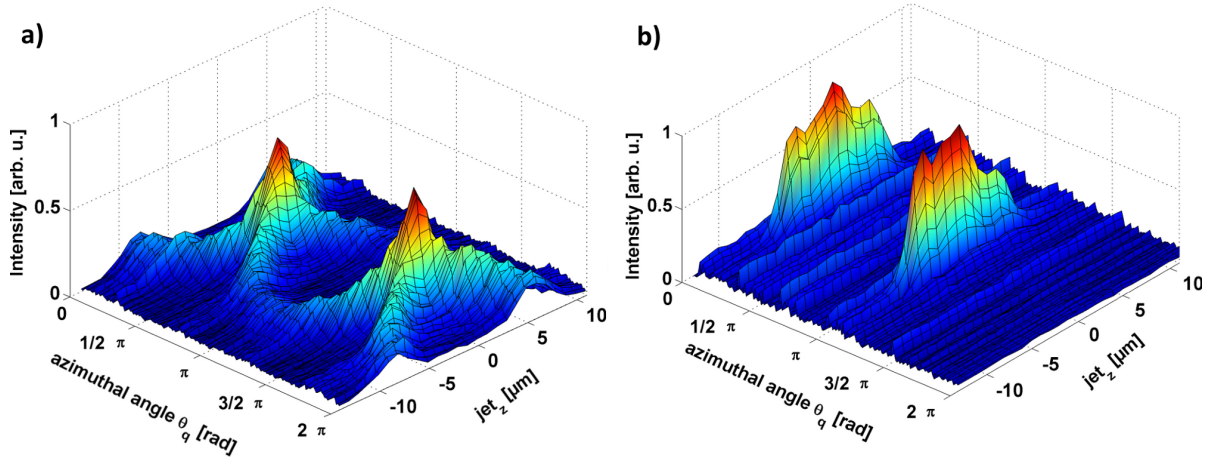 a)
1
0.5
0
Intensity [arb. u.]
0
1/2 π
π
3/2 π
2 π
azimuthal angle θq [rad]
-10
-5
0
5
10
jetz [μm]
b)
1
0.5
0
Intensity [arb. u.]
0
1/2 π
π
3/2 π
2 π
azimuthal angle θq [rad]
-10
-5
0
5
10
jetz [μm]